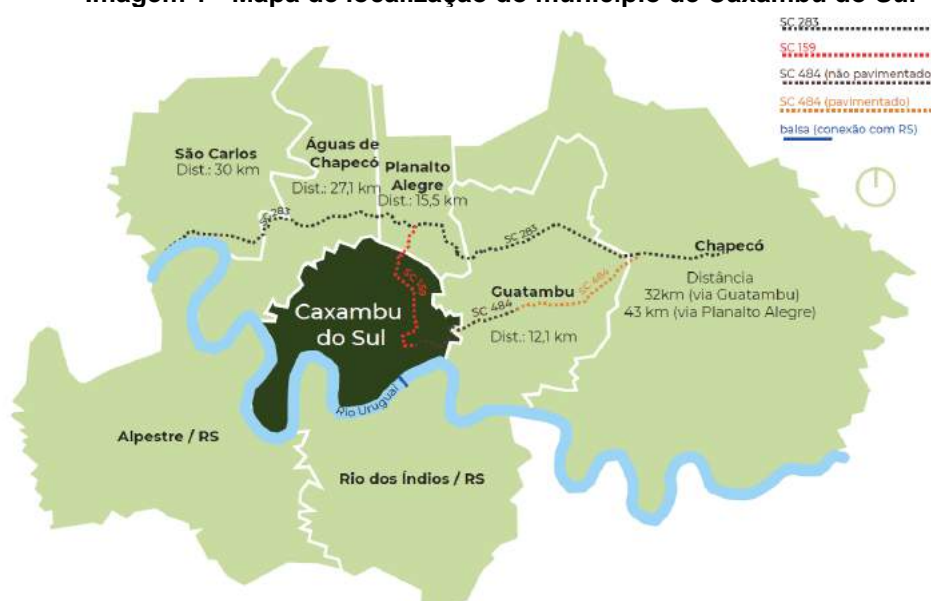 SC 283
SC 159
SC 484 (não pavimentado
SC 484 (pavimentado)
balsa (conexão com RS)
São Carlos
Dist.: 30 km
Águas de
Chapecó
Dist.: 27,1 km
Planalto
Alegre
Dist.: 15,5 km
SC 283
SC 283
Chapecó
Distância
32km (via Guatambu)
43 km (via Planalto Alegre)
SC 159
Guatambu
SC 484
SC 484
Dist.: 12,1 km
Caxambu
do Sul
Rio Uruguai
Alpestre / RS
Rio dos Índios / RS